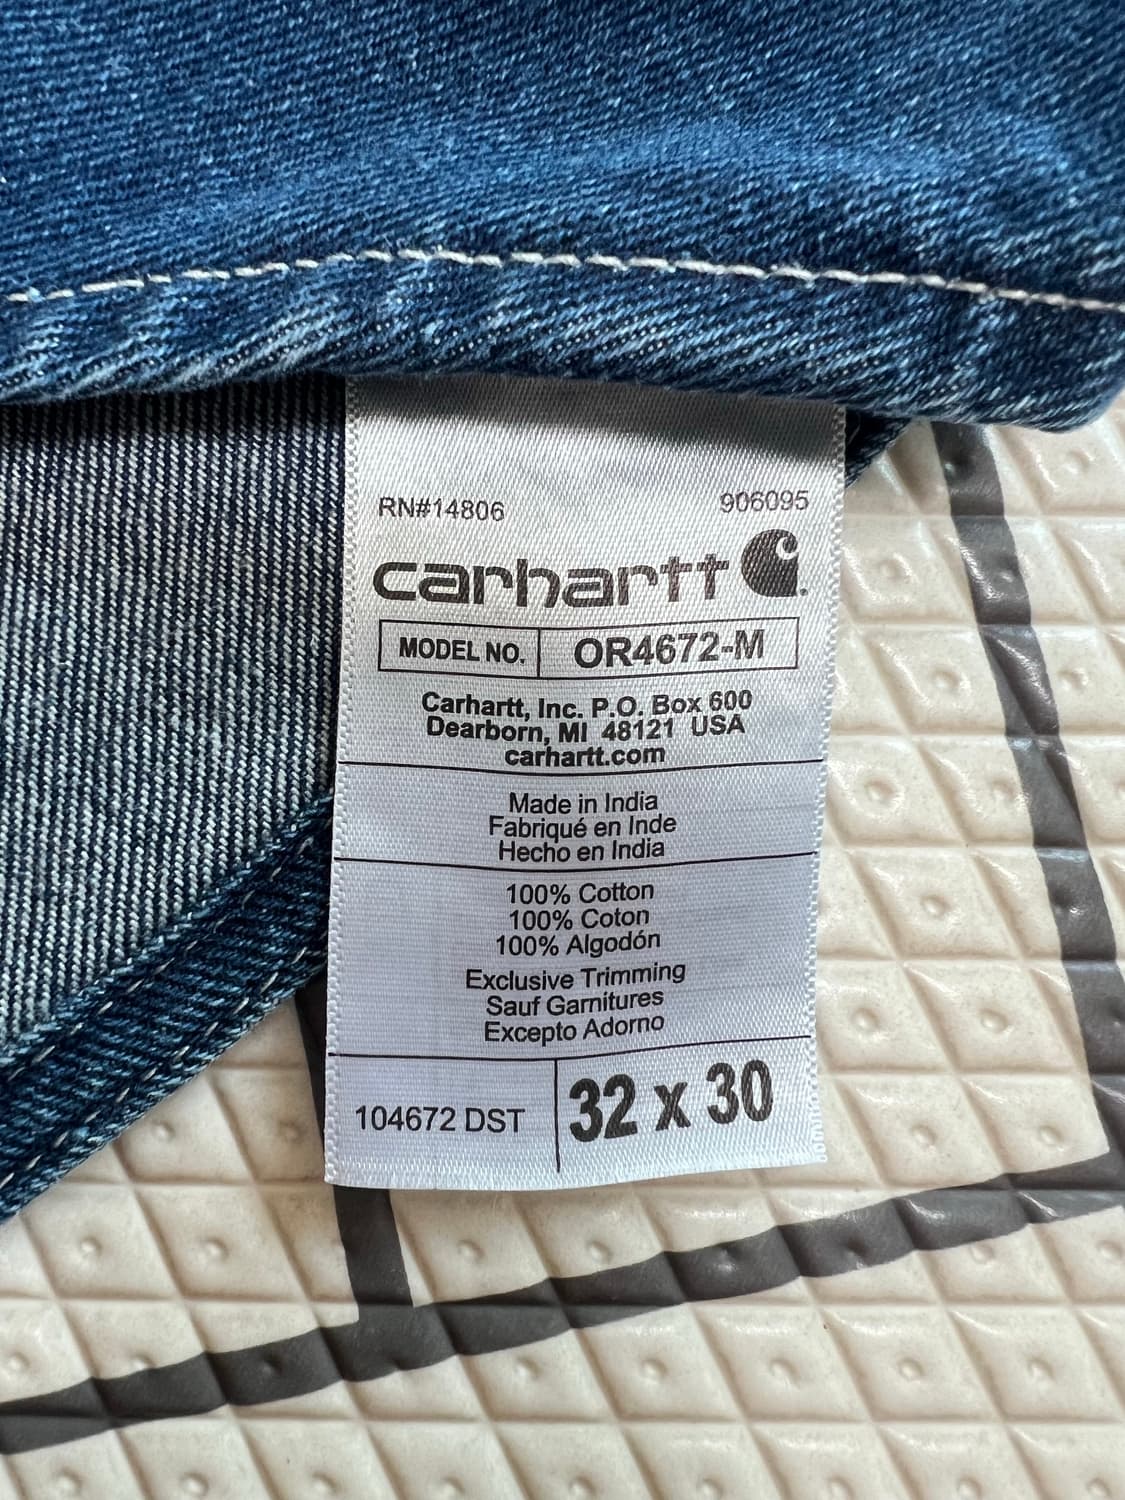 RN#14806 906095
carhartt
MODEL NO. OR4672-M
Carhartt, Inc. P.O. Box 600
Dearborn, MI 48121 USA
carhartt.com
Made in India
Fabriqué en Inde
Hecho en India
100% Cotton
100% Coton
100% Algodón
Exclusive Trimming
Sauf Garnitures
Excepto Adorno
104672 DST 32 x 30